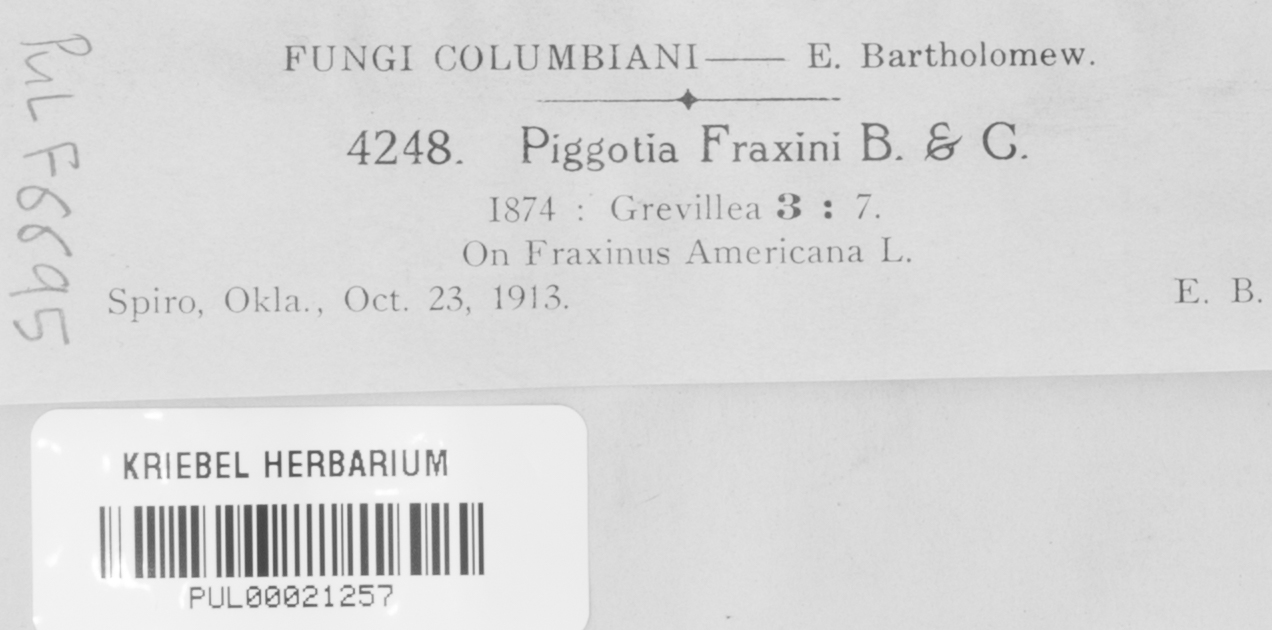 FUNGI COLUMBIANI—— E. Bartholomew.
4248. Piggotia Fraxini B. & C.
1874 : Grevillea 3 : 7.
On Fraxinus Americana L.
Spiro, Okla., Oct. 23, 1913. E. B.
PUL F6695
KRIEBEL HERBARIUM
PUL00021257